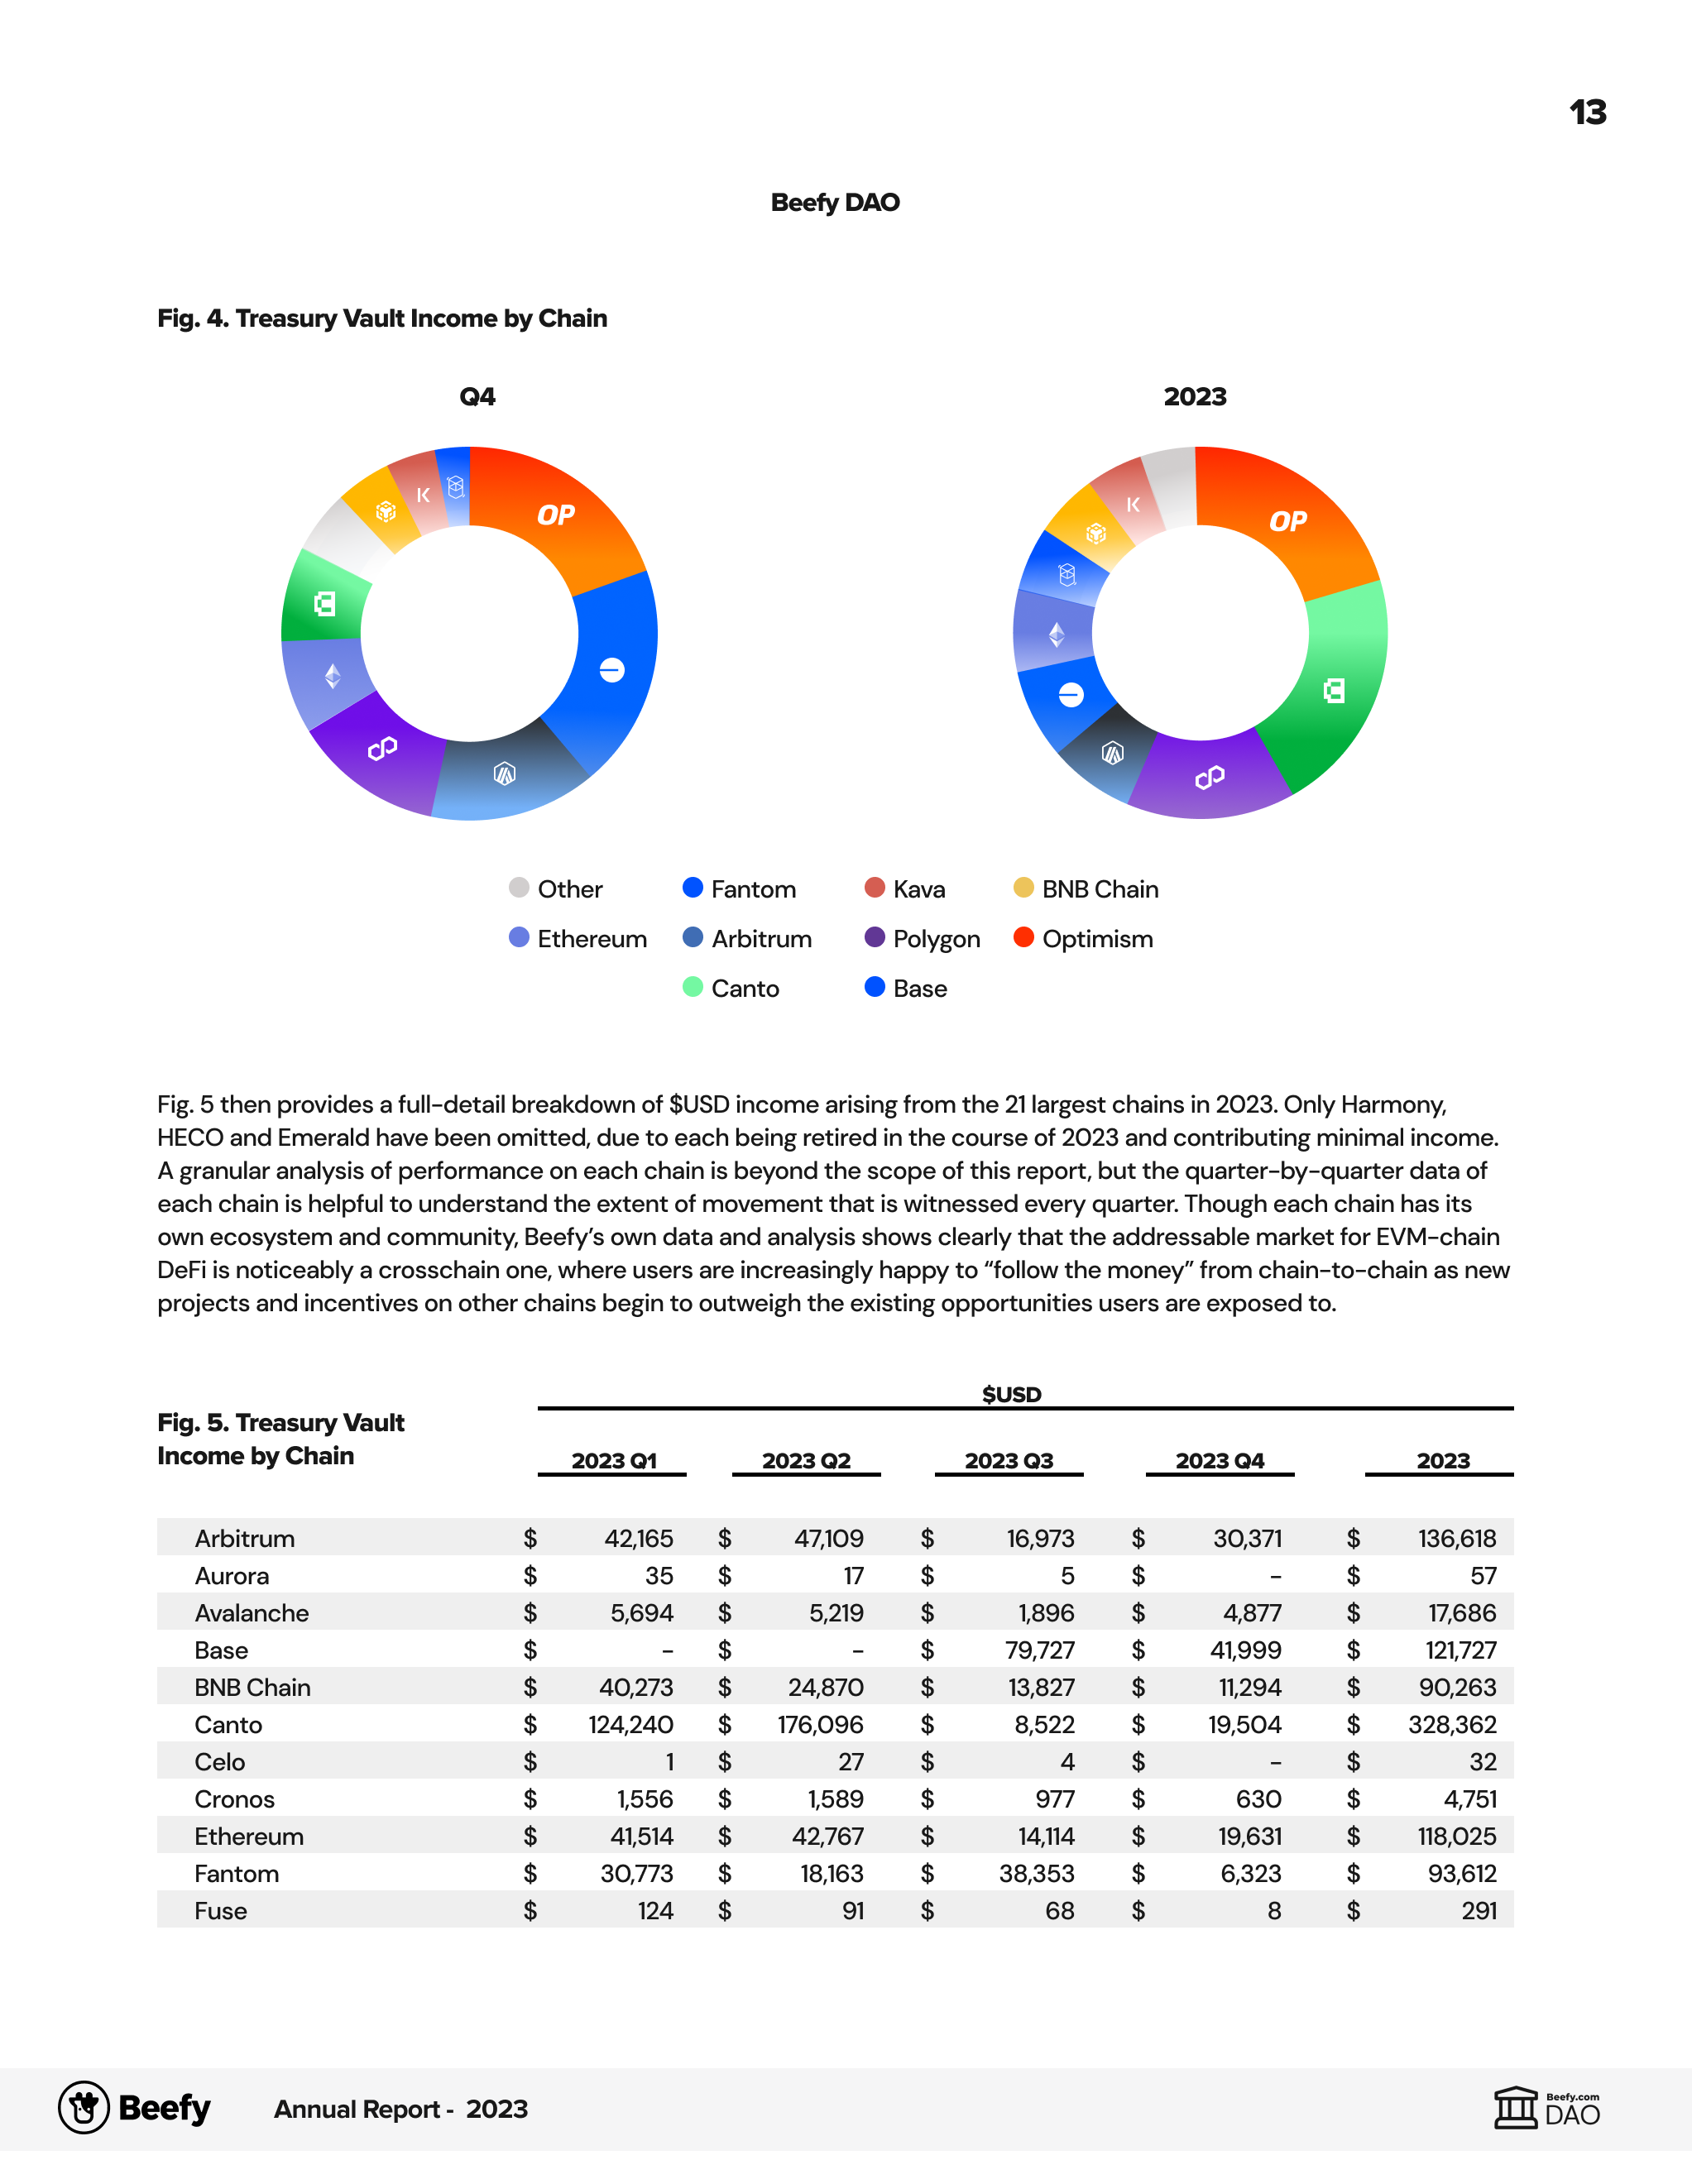 13
Beefy DAO
Fig. 4. Treasury Vault Income by Chain
Q4 2023
OP
K
OP
K
Other Fantom Kava BNB Chain
Ethereum Arbitrum Polygon Optimism
Canto Base
Fig. 5 then provides a full-detail breakdown of $USD income arising from the 21 largest chains in 2023. Only Harmony,
HECO and Emerald have been omitted, due to each being retired in the course of 2023 and contributing minimal income.
A granular analysis of performance on each chain is beyond the scope of this report, but the quarter-by-quarter data of
each chain is helpful to understand the extent of movement that is witnessed every quarter. Though each chain has its
own ecosystem and community, Beefy’s own data and analysis shows clearly that the addressable market for EVM-chain
DeFi is noticeably a crosschain one, where users are increasingly happy to “follow the money” from chain-to-chain as new
projects and incentives on other chains begin to outweigh the existing opportunities users are exposed to.
$USD
Fig. 5. Treasury Vault
Income by Chain 2023 Q1 2023 Q2 2023 Q3 2023 Q4 2023
Arbitrum $ 42,165 $ 47,109 $ 16,973 $ 30,371 $ 136,618
Aurora $ 35 $ 17 $ 5 $ – $ 57
Avalanche $ 5,694 $ 5,219 $ 1,896 $ 4,877 $ 17,686
Base $ – $ – $ 79,727 $ 41,999 $ 121,727
BNB Chain $ 40,273 $ 24,870 $ 13,827 $ 11,294 $ 90,263
Canto $ 124,240 $ 176,096 $ 8,522 $ 19,504 $ 328,362
Celo $ 1 $ 27 $ 4 $ – $ 32
Cronos $ 1,556 $ 1,589 $ 977 $ 630 $ 4,751
Ethereum $ 41,514 $ 42,767 $ 14,114 $ 19,631 $ 118,025
Fantom $ 30,773 $ 18,163 $ 38,353 $ 6,323 $ 93,612
Fuse $ 124 $ 91 $ 68 $ 8 $ 291
Beefy Annual Report - 2023
Beefy.com
DAO